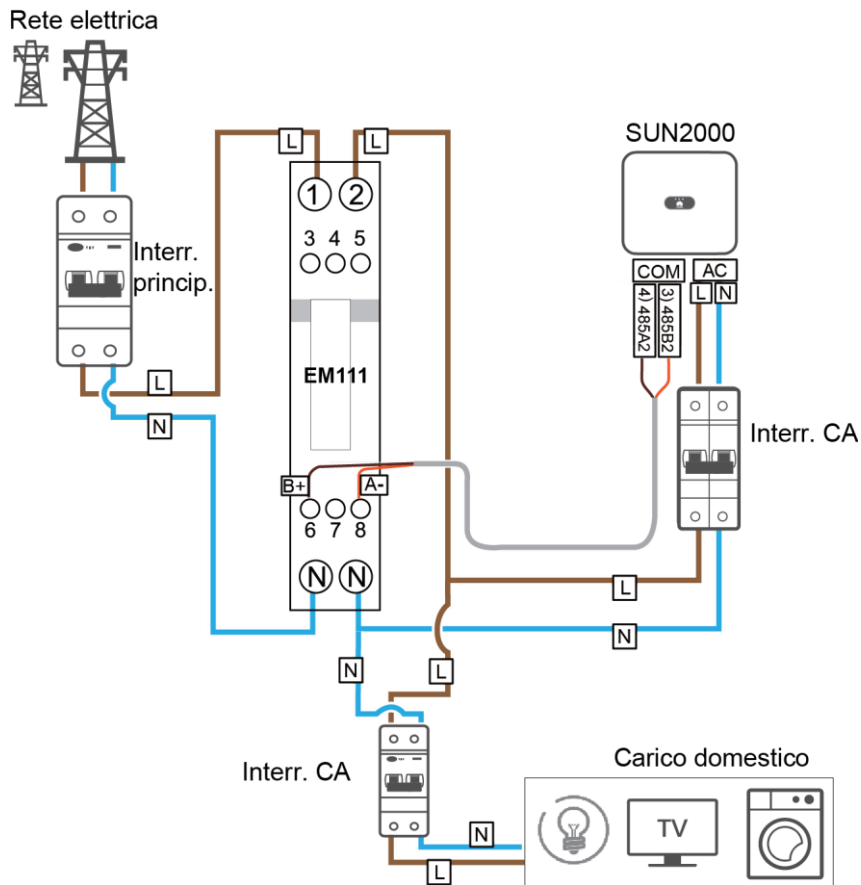 Rete elettrica
SUN2000
L
L
1
2
3 4 5
Interr.
princip.
COM
AC
L
N
4) 485A2
3) 485B2
EM111
L
N
Interr. CA
B+
A-
6 7 8
N
N
L
N
N
L
Interr. CA
Carico domestico
TV
N
L